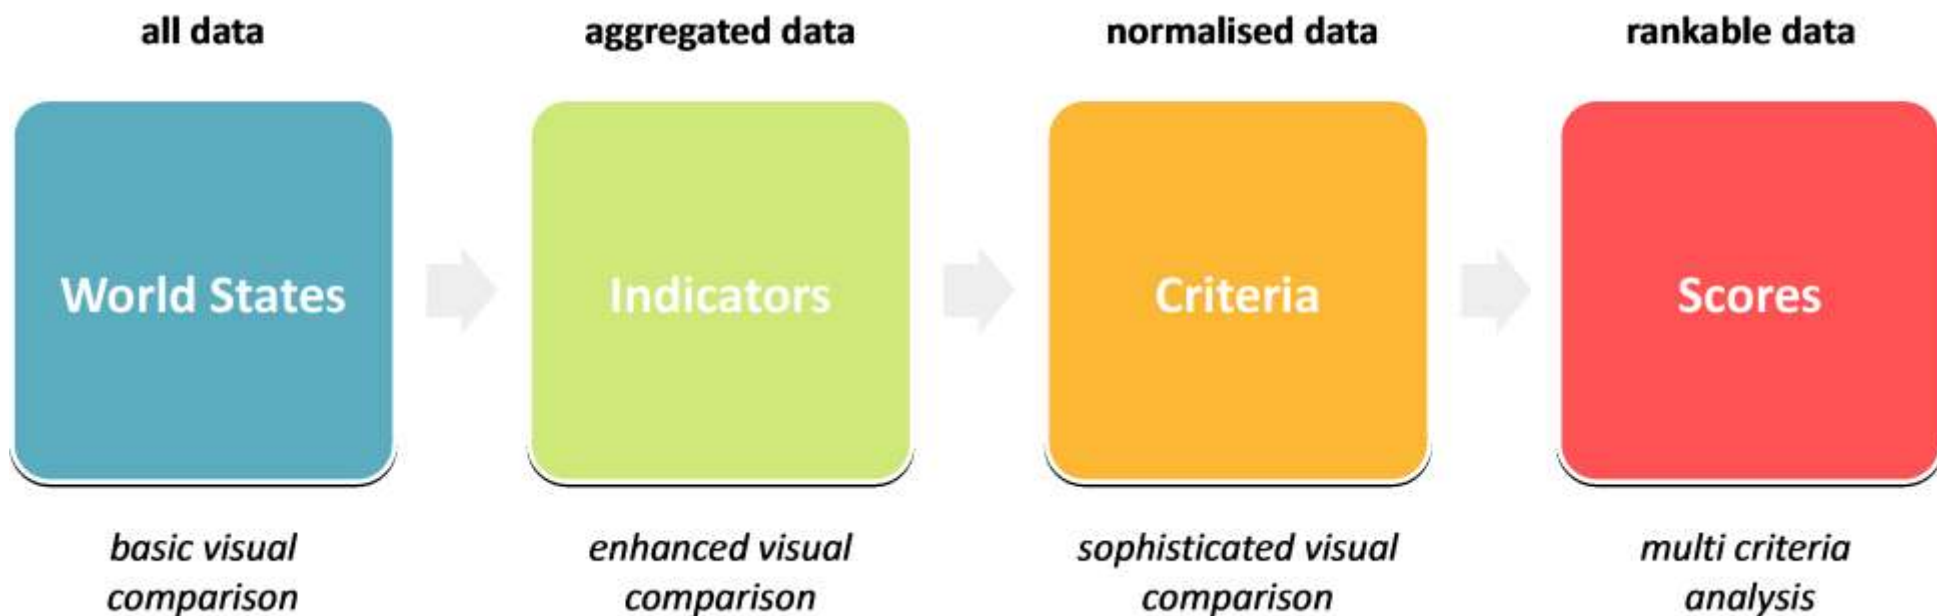 all data
aggregated data
normalised data
rankable data
World States
Indicators
Criteria
Scores
basic visual
comparison
enhanced visual
comparison
sophisticated visual
comparison
multi criteria
analysis